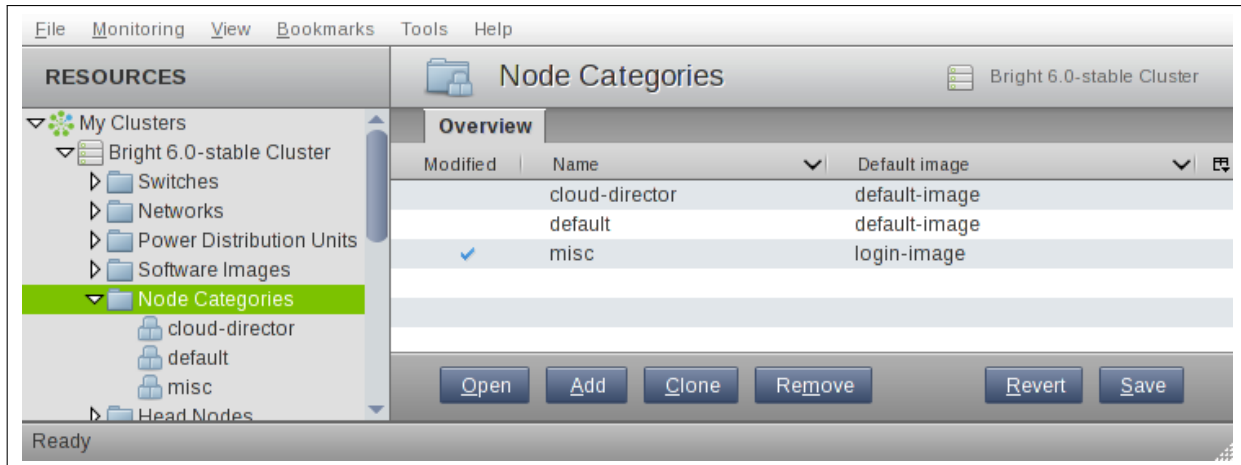 File Monitoring View Bookmarks Tools Help
RESOURCES
Node Categories
Bright 6.0-stable Cluster
My Clusters
Bright 6.0-stable Cluster
Switches
Networks
Power Distribution Units
Software Images
Node Categories
cloud-director
default
misc
Head Nodes
Overview
Modified Name Default image
cloud-director default-image
default default-image
misc login-image
Open Add Clone Remove Revert Save
Ready